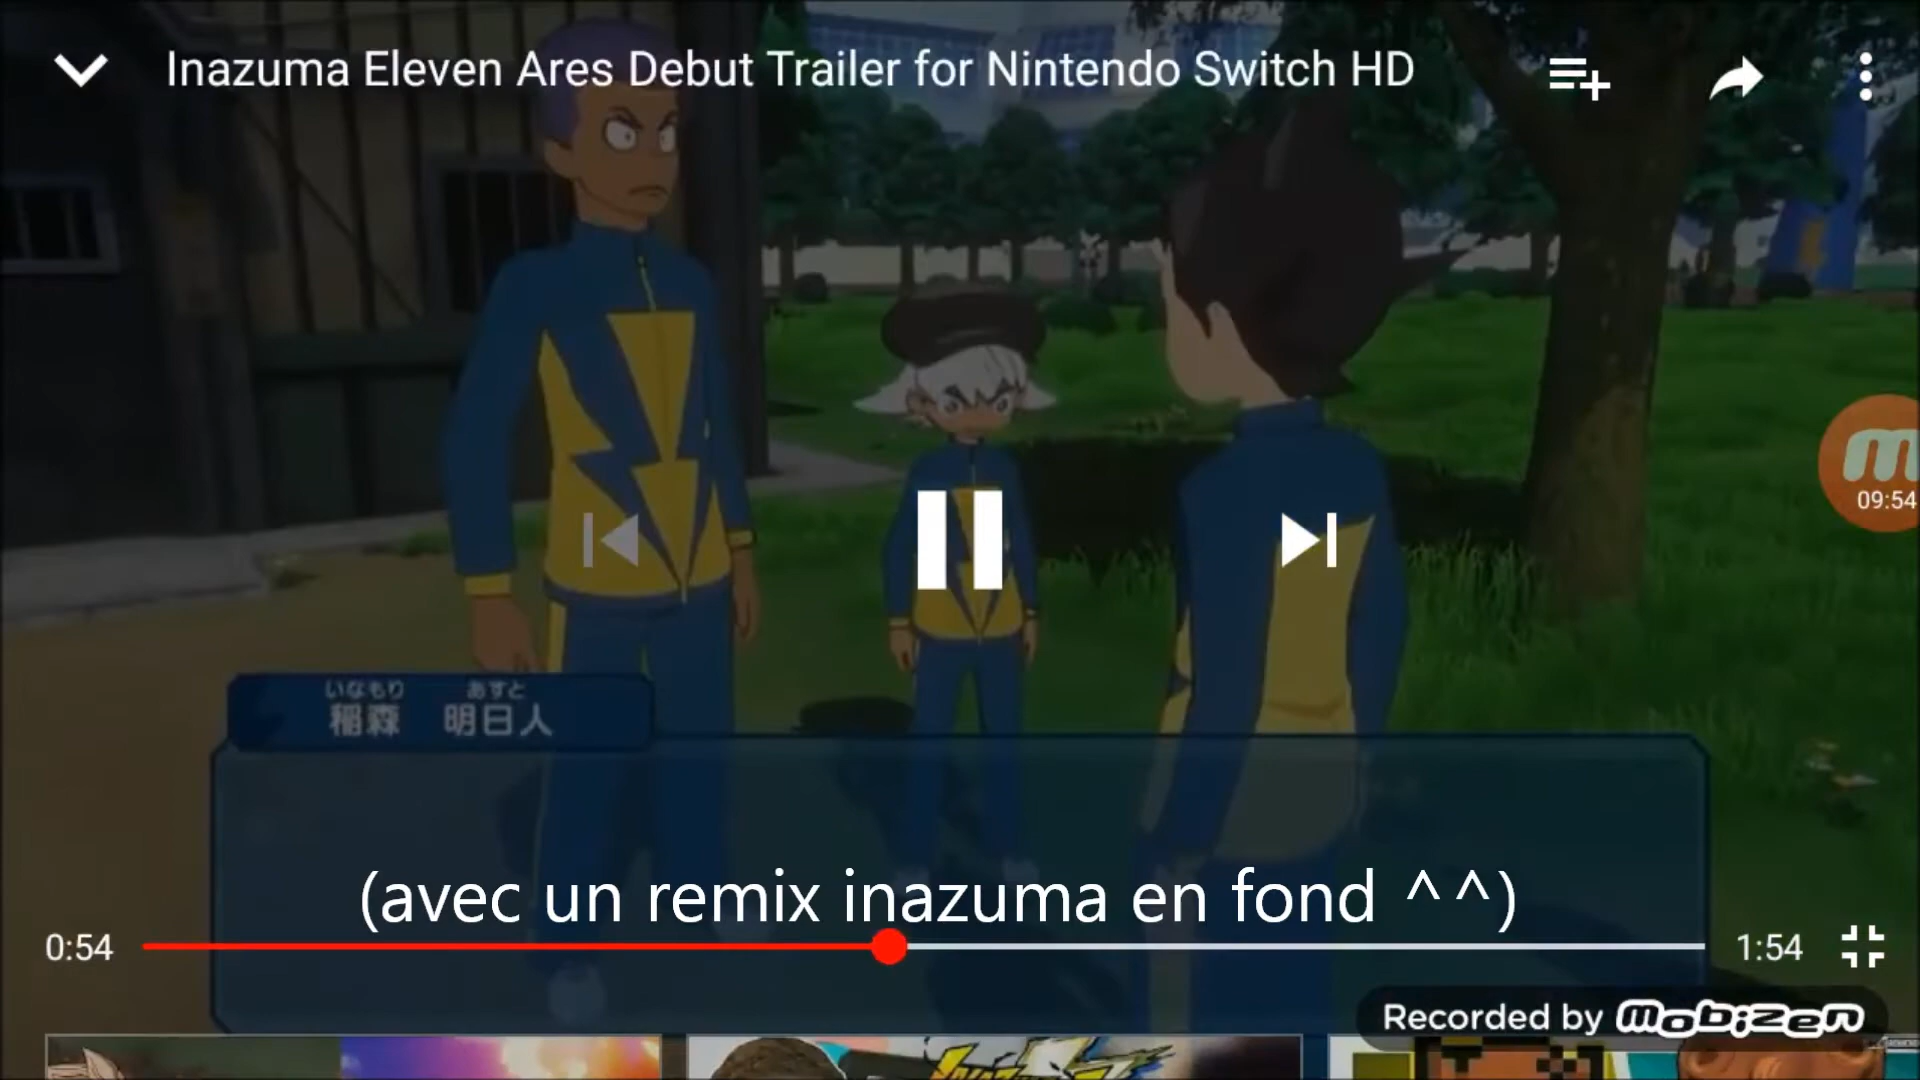 Inazuma Eleven Ares Debut Trailer for Nintendo Switch HD
09:54
いなもり あすと
稲森 明日人
(avec un remix inazuma en fond ^^)
0:54
1:54
Recorded by mobizen